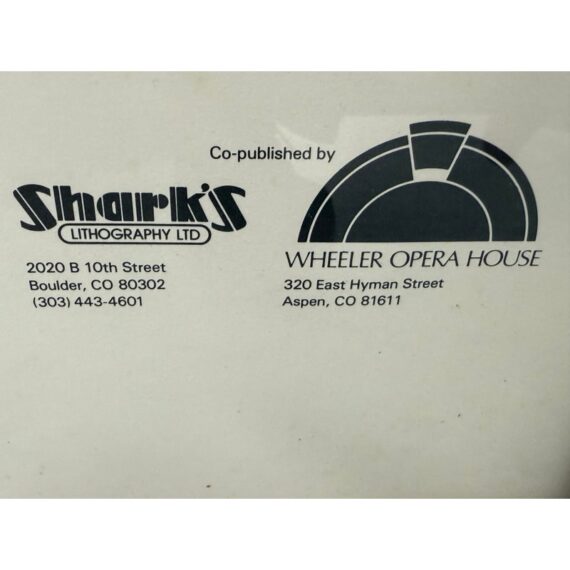 Co-published by
Shark's
LITHOGRAPHY LTD
2020 B 10th Street
Boulder, CO 80302
(303) 443-4601
WHEELER OPERA HOUSE
320 East Hyman Street
Aspen, CO 81611